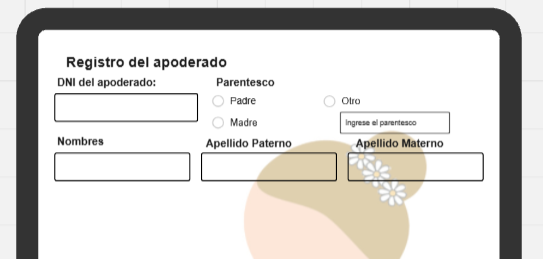 Registro del apoderado
DNI del apoderado: Parentesco
Padre Otro
Madre Ingrese el parentesco
Nombres Apellido Paterno Apellido Materno